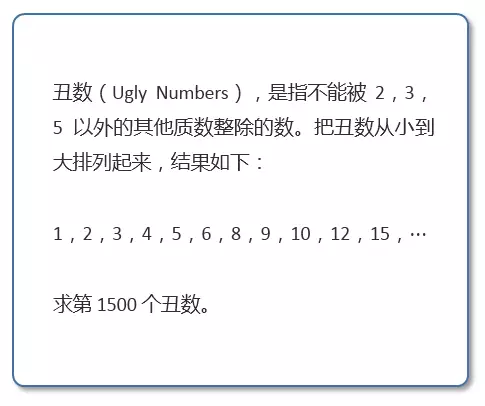 丑数（Ugly Numbers），是指不能被 2，3，
5 以外的其他质数整除的数。把丑数从小到
大排列起来，结果如下：
1，2，3，4，5，6，8，9，10，12，15，…
求第 1500 个丑数。